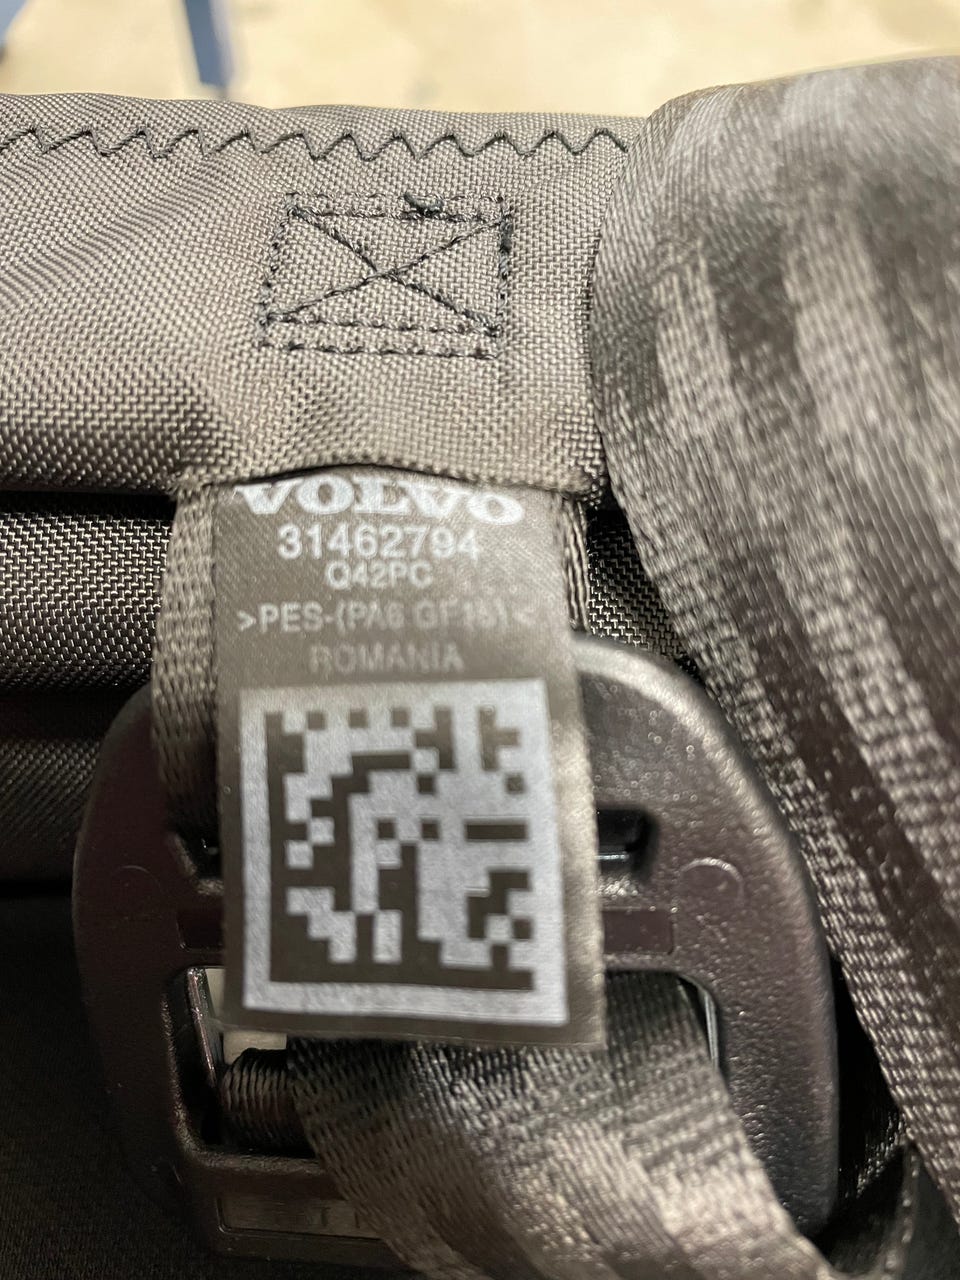 VOLVO
31462794
Q42PC
>PES-(PA6 GF15)<
ROMANIA